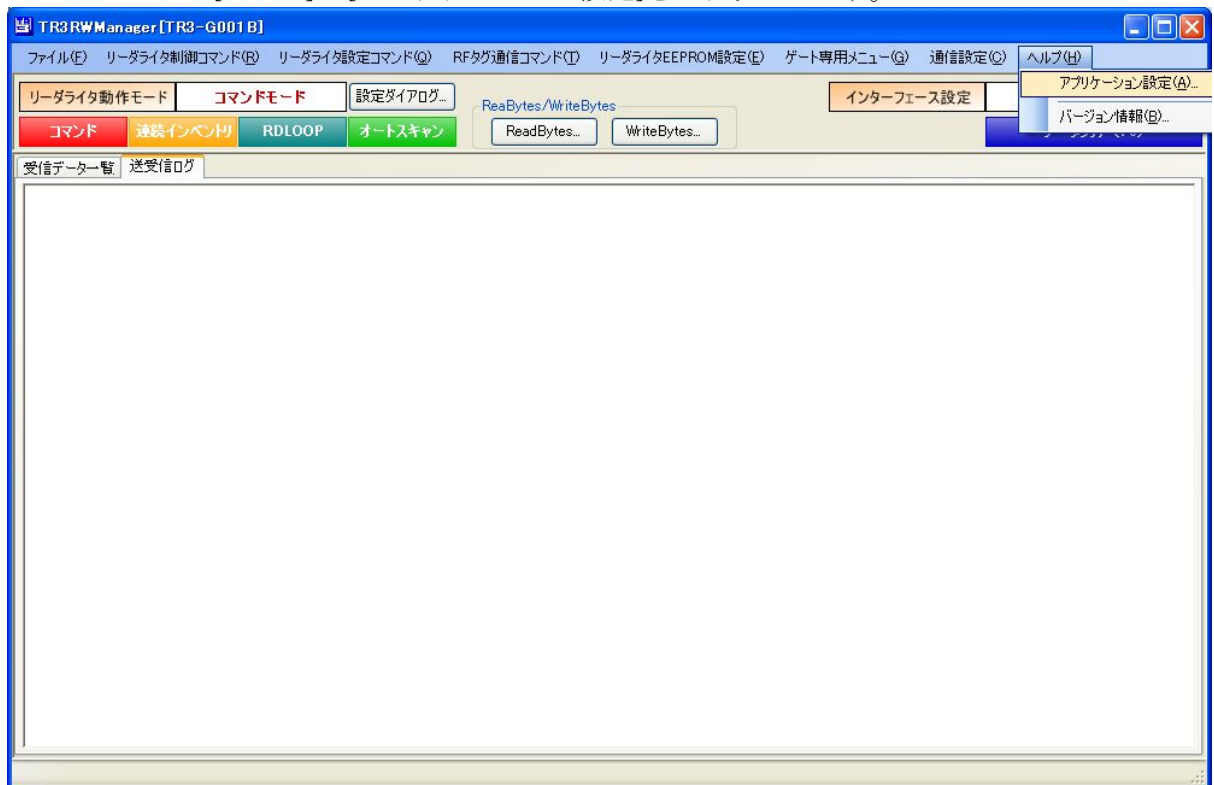 TR3RWManager[TR3-G001B]
ファイル(F) リーダライタ制御コマンド(R) リーダライタ設定コマンド(Q) RFタグ通信コマンド(T) リーダライタEEPROM設定(E) ゲート専用メニュー(G) 通信設定(C) ヘルプ(H)
アプリケーション設定(A)...
バージョン情報(B)...
リーダライタ動作モード コマンドモード 設定ダイアログ... ReaBytes/WriteBytes インターフェース設定
コマンド 連続インベントリ RDLOOP オートスキャン ReadBytes... WriteBytes...
受信データ一覧 送受信ログ